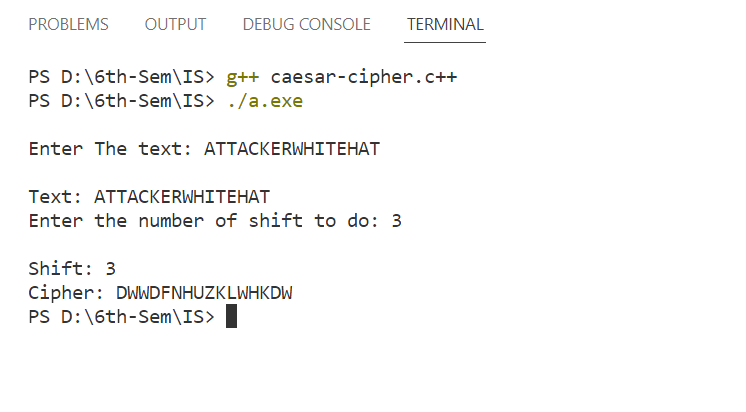 PROBLEMS OUTPUT DEBUG CONSOLE TERMINAL
PS D:\6th-Sem\IS> g++ caesar-cipher.c++
PS D:\6th-Sem\IS> ./a.exe
Enter The text: ATTACKERWHITEHAT
Text: ATTACKERWHITEHAT
Enter the number of shift to do: 3
Shift: 3
Cipher: DWWDFNHUZKLWHKDW
PS D:\6th-Sem\IS>